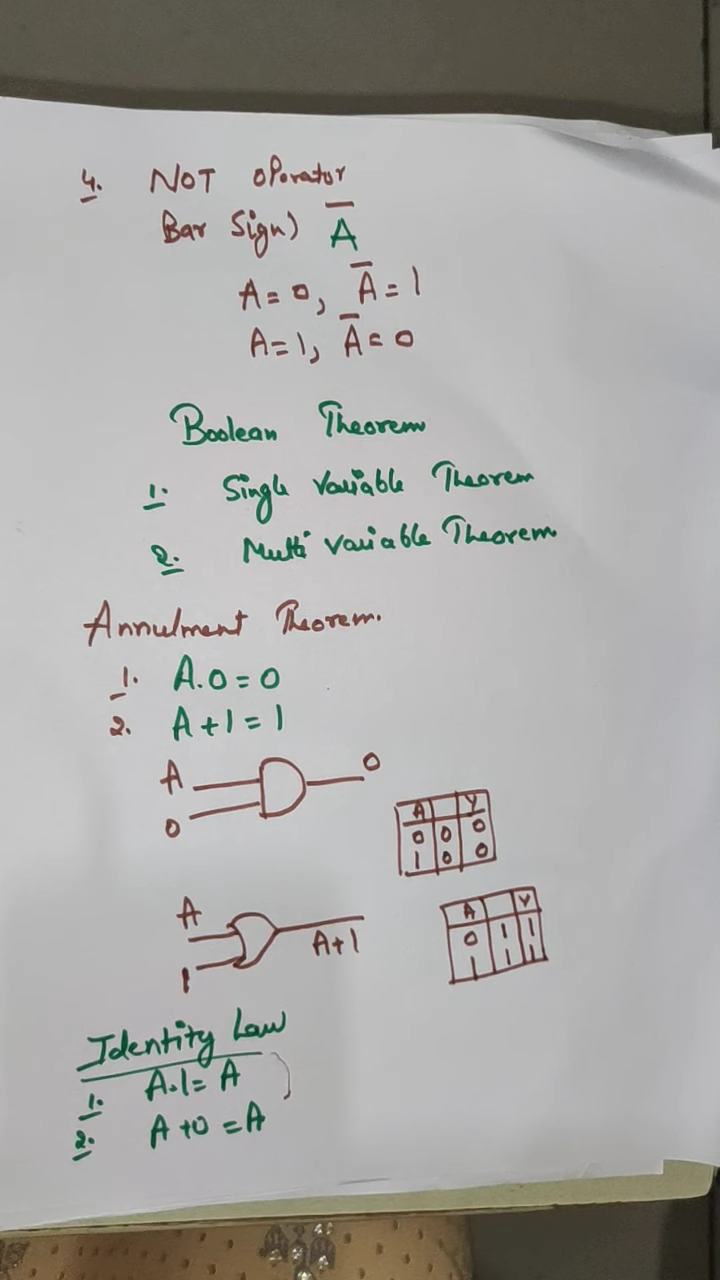 4. NOT Operator
Bar Sign) A̅
A = 0, A̅ = 1
A = 1, A̅ = 0
Boolean Theorem
1. Single Variable Theorem
2. Multi Variable Theorem
Annulment Theorem.
1. A.0 = 0
2. A + 1 = 1
A
0
0
A Y
0 0 0
1 0 0
A
1
A+1
A Y
0 1 1
1 1 1
Identity Law
1. A.1 = A
2. A + 0 = A